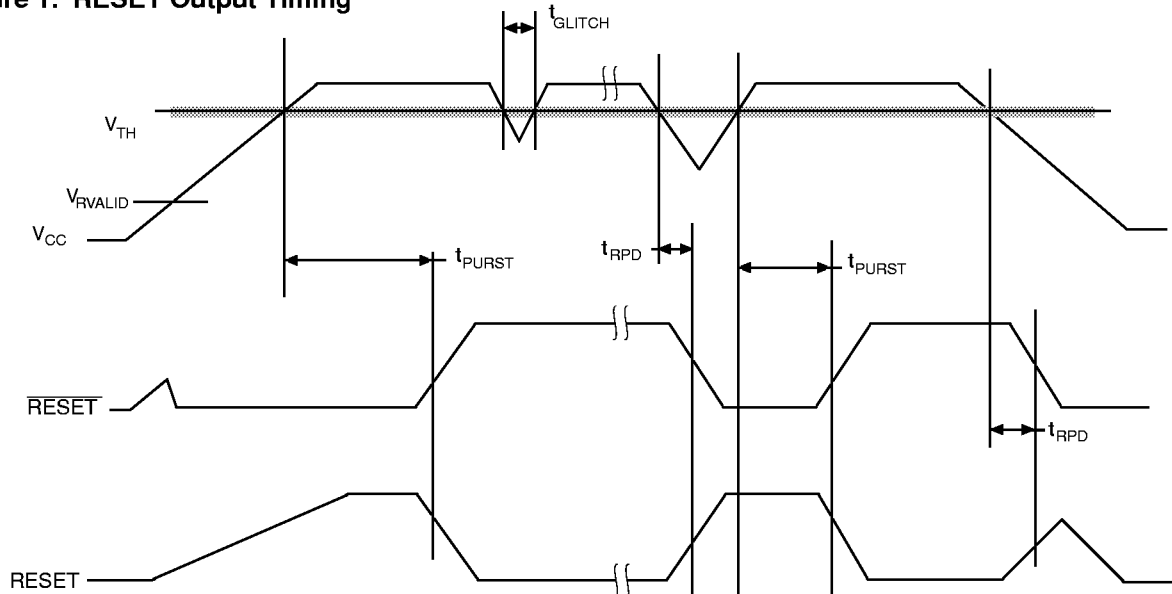 RESET Output Timing
tGLITCH
VTH
VRVALID
VCC
tPURST
tRPD
tPURST
RESET
tRPD
RESET